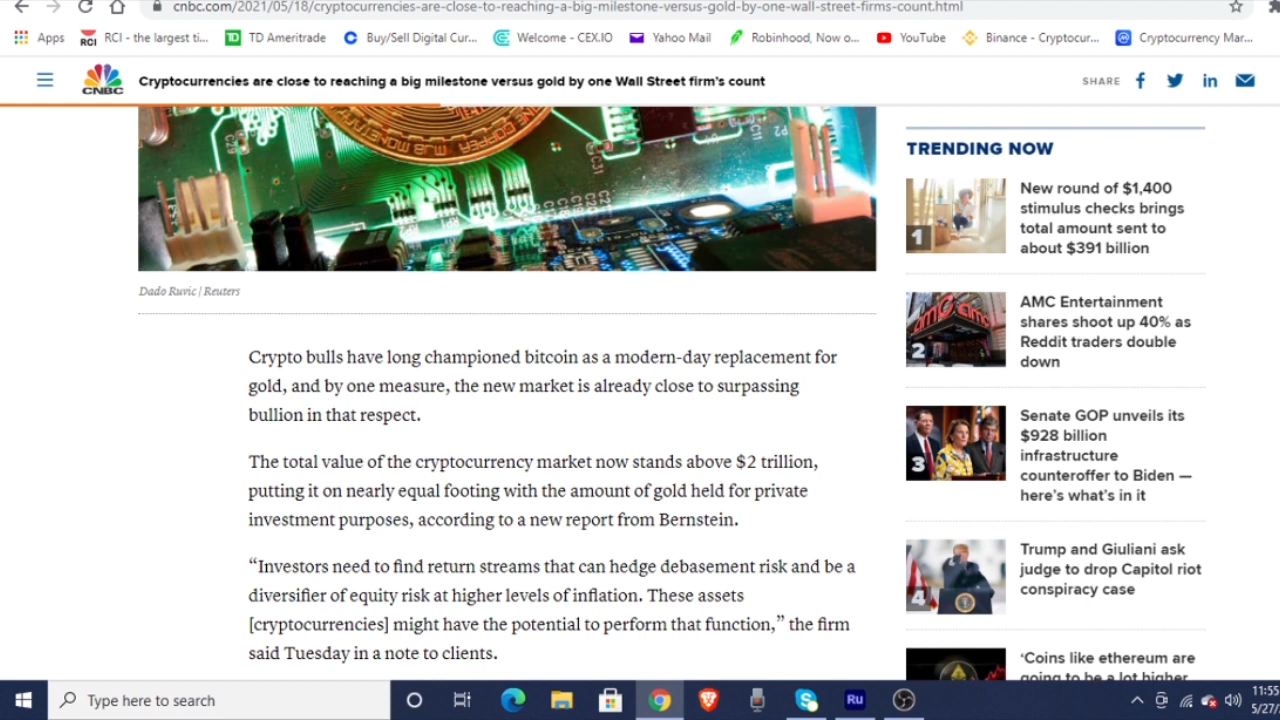 cnbc.com/2021/05/18/cryptocurrencies-are-close-to-reaching-a-big-milestone-versus-gold-by-one-wall-street-firms-count.html
Apps RCI RCI - the largest ti... TD TD Ameritrade Buy/Sell Digital Cur... Welcome - CEX.IO Yahoo Mail Robinhood, Now o... YouTube Binance - Cryptocur... Cryptocurrency Mar...
CNBC Cryptocurrencies are close to reaching a big milestone versus gold by one Wall Street firm's count SHARE
Dado Ruvic | Reuters
Crypto bulls have long championed bitcoin as a modern-day replacement for
gold, and by one measure, the new market is already close to surpassing
bullion in that respect.
The total value of the cryptocurrency market now stands above $2 trillion,
putting it on nearly equal footing with the amount of gold held for private
investment purposes, according to a new report from Bernstein.
“Investors need to find return streams that can hedge debasement risk and be a
diversifier of equity risk at higher levels of inflation. These assets
[cryptocurrencies] might have the potential to perform that function,” the firm
said Tuesday in a note to clients.
TRENDING NOW
1
New round of $1,400
stimulus checks brings
total amount sent to
about $391 billion
amc amc
2
AMC Entertainment
shares shoot up 40% as
Reddit traders double
down
3
Senate GOP unveils its
$928 billion
infrastructure
counteroffer to Biden —
here's what's in it
4
Trump and Giuliani ask
judge to drop Capitol riot
conspiracy case
‘Coins like ethereum are
going to be a lot higher
Type here to search
Ru
11:55
5/27/